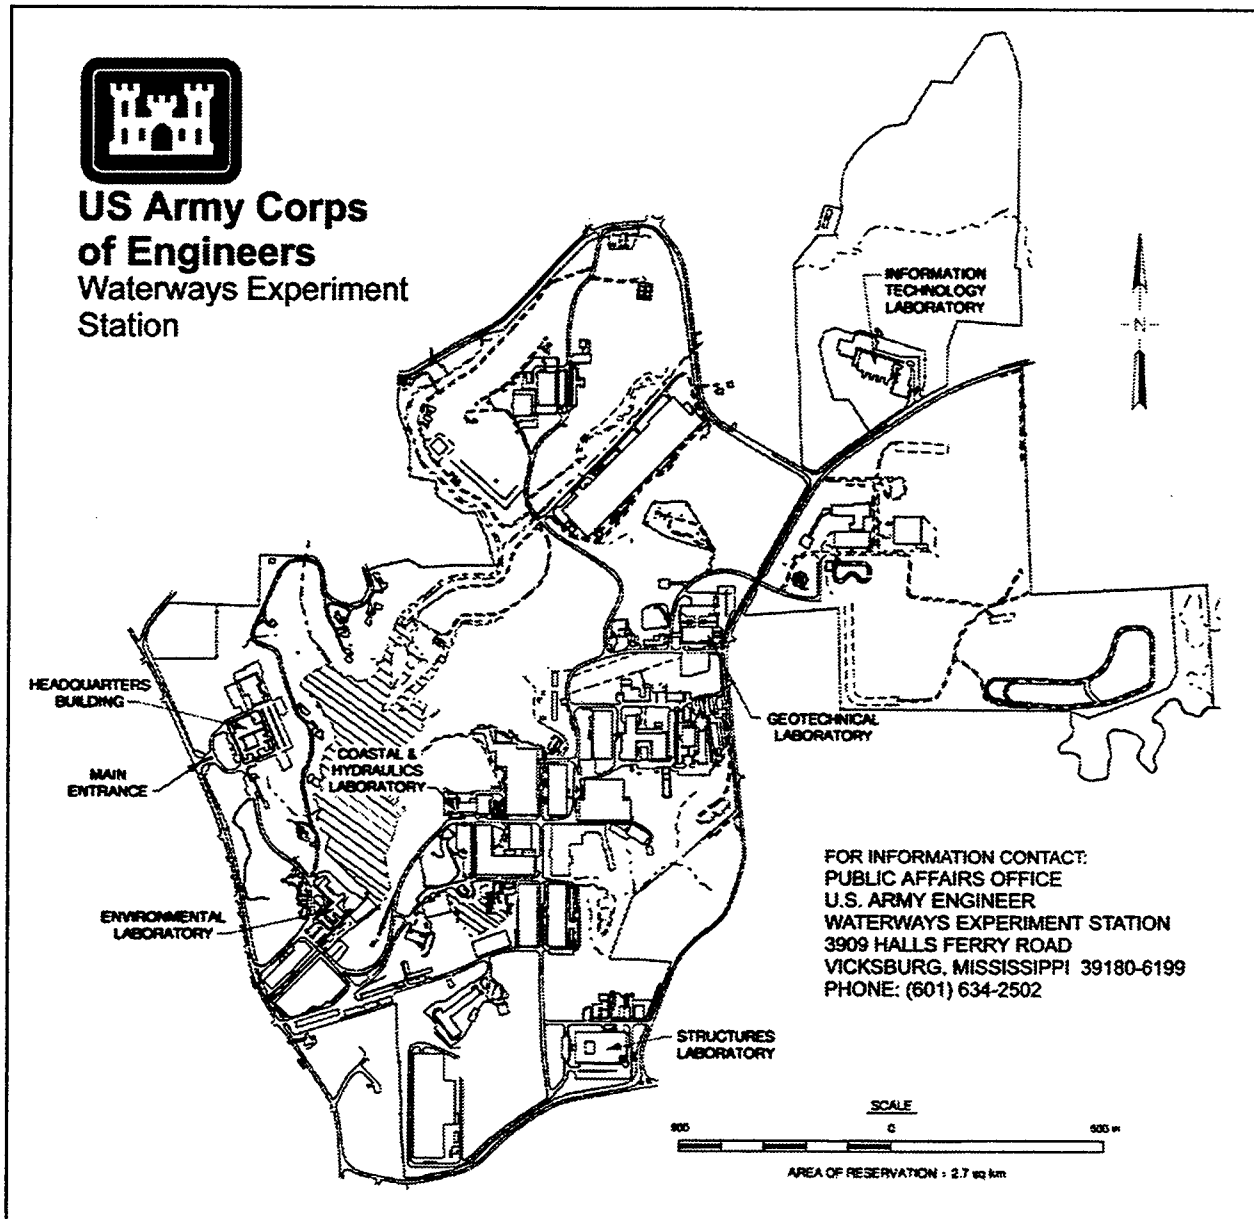 US Army Corps
of Engineers
Waterways Experiment
Station
INFORMATION
TECHNOLOGY
LABORATORY
N
HEADQUARTERS
BUILDING
GEOTECHNICAL
LABORATORY
MAIN
ENTRANCE
COASTAL &
HYDRAULICS
LABORATORY
ENVIRONMENTAL
LABORATORY
FOR INFORMATION CONTACT:
PUBLIC AFFAIRS OFFICE
U.S. ARMY ENGINEER
WATERWAYS EXPERIMENT STATION
3909 HALLS FERRY ROAD
VICKSBURG, MISSISSIPPI 39180-6199
PHONE: (601) 634-2502
STRUCTURES
LABORATORY
SCALE
0
AREA OF RESERVATION : 2.7 sq km